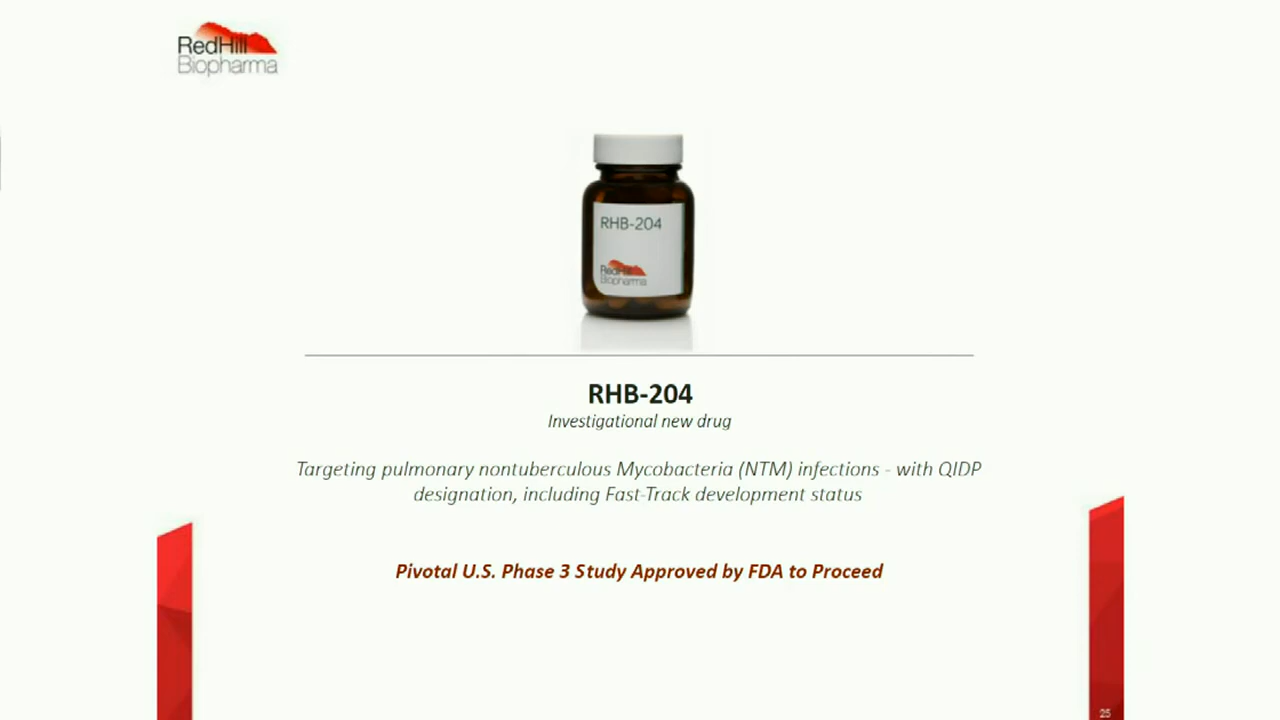 RedHill
Biopharma
RHB-204
RedHill
Biopharma
RHB-204
Investigational new drug
Targeting pulmonary nontuberculous Mycobacteria (NTM) infections - with QIDP
designation, including Fast-Track development status
Pivotal U.S. Phase 3 Study Approved by FDA to Proceed
25